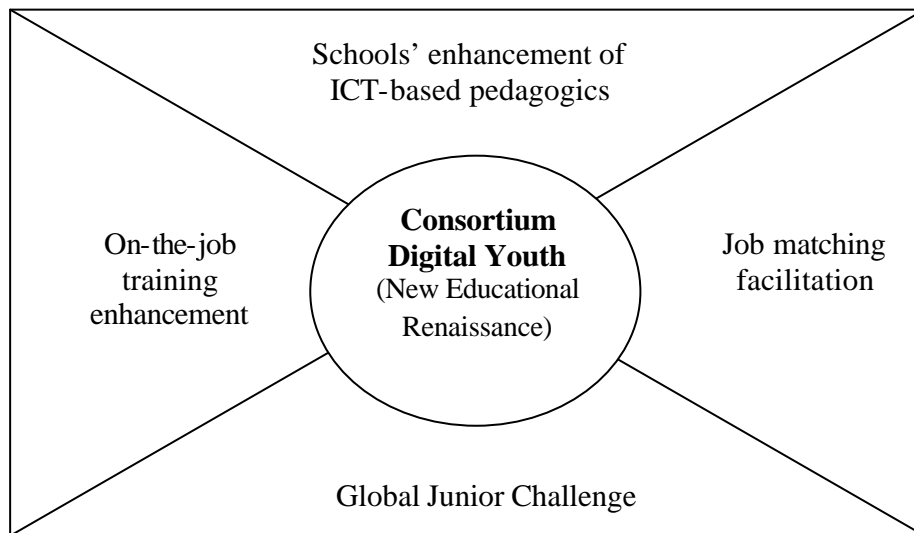 Schools’ enhancement of
ICT-based pedagogics
On-the-job
training
enhancement
Consortium
Digital Youth
(New Educational
Renaissance)
Job matching
facilitation
Global Junior Challenge